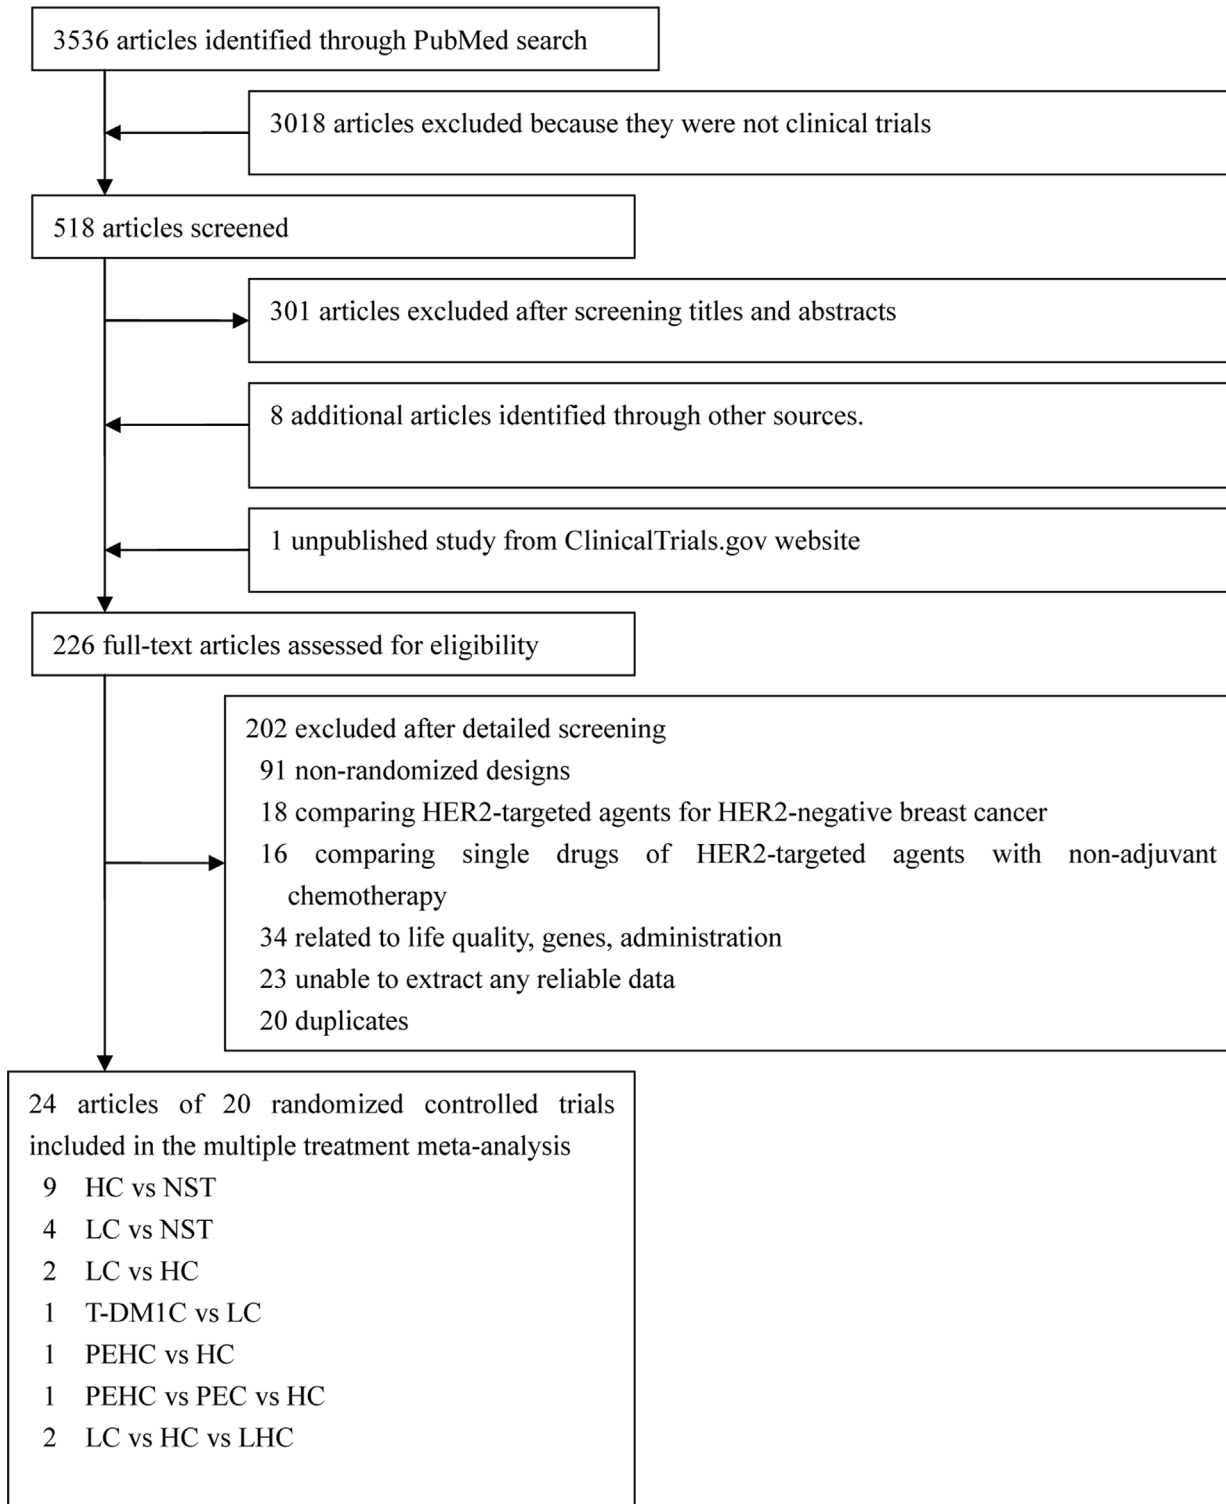 3536 articles identified through PubMed search
3018 articles excluded because they were not clinical trials
518 articles screened
301 articles excluded after screening titles and abstracts
8 additional articles identified through other sources.
1 unpublished study from ClinicalTrials.gov website
226 full-text articles assessed for eligibility
202 excluded after detailed screening
91 non-randomized designs
18 comparing HER2-targeted agents for HER2-negative breast cancer
16 comparing single drugs of HER2-targeted agents with non-adjuvant
chemotherapy
34 related to life quality, genes, administration
23 unable to extract any reliable data
20 duplicates
24 articles of 20 randomized controlled trials
included in the multiple treatment meta-analysis
9 HC vs NST
4 LC vs NST
2 LC vs HC
1 T-DM1C vs LC
1 PEHC vs HC
1 PEHC vs PEC vs HC
2 LC vs HC vs LHC